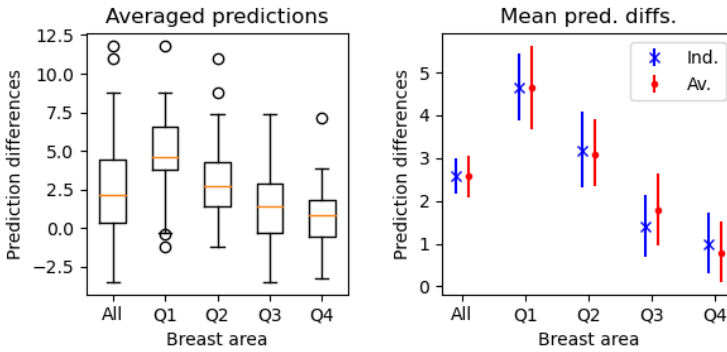 Averaged predictions
Prediction differences
12.5
10.0
7.5
5.0
2.5
0.0
−2.5
All Q1 Q2 Q3 Q4
Breast area
Mean pred. diffs.
Prediction differences
5
4
3
2
1
0
Ind.
Av.
All Q1 Q2 Q3 Q4
Breast area